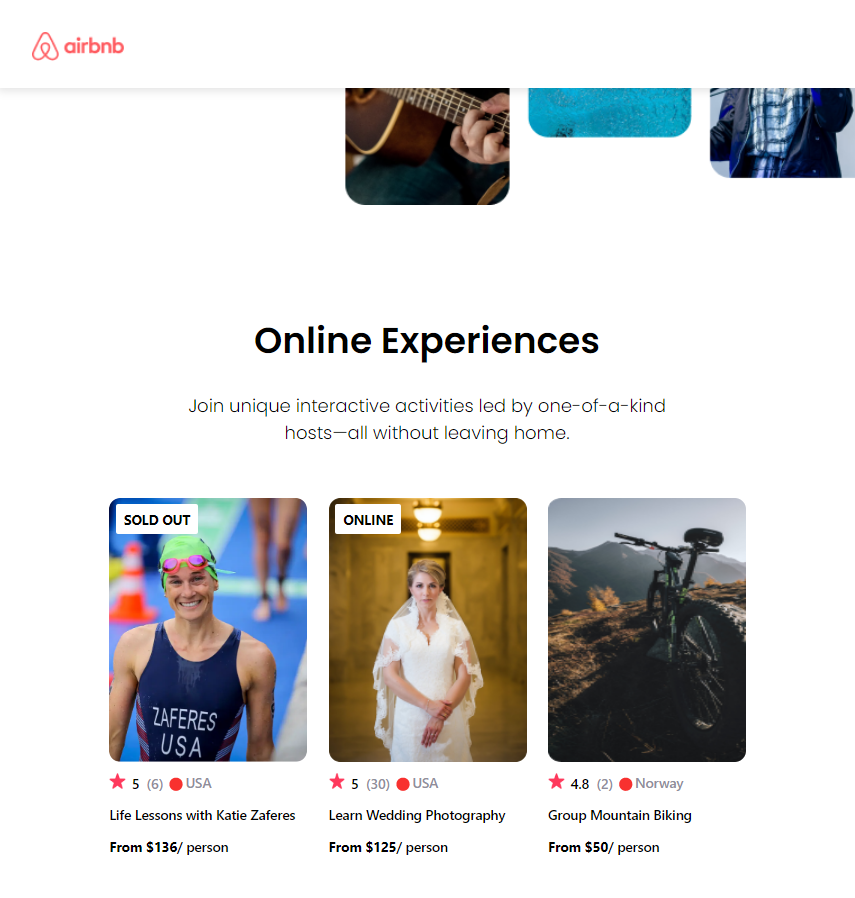 airbnb
Online Experiences
Join unique interactive activities led by one-of-a-kind
hosts—all without leaving home.
SOLD OUT
ZAFERES
USA
5 (6) USA
Life Lessons with Katie Zaferes
From $136/ person
ONLINE
5 (30) USA
Learn Wedding Photography
From $125/ person
4.8 (2) Norway
Group Mountain Biking
From $50/ person